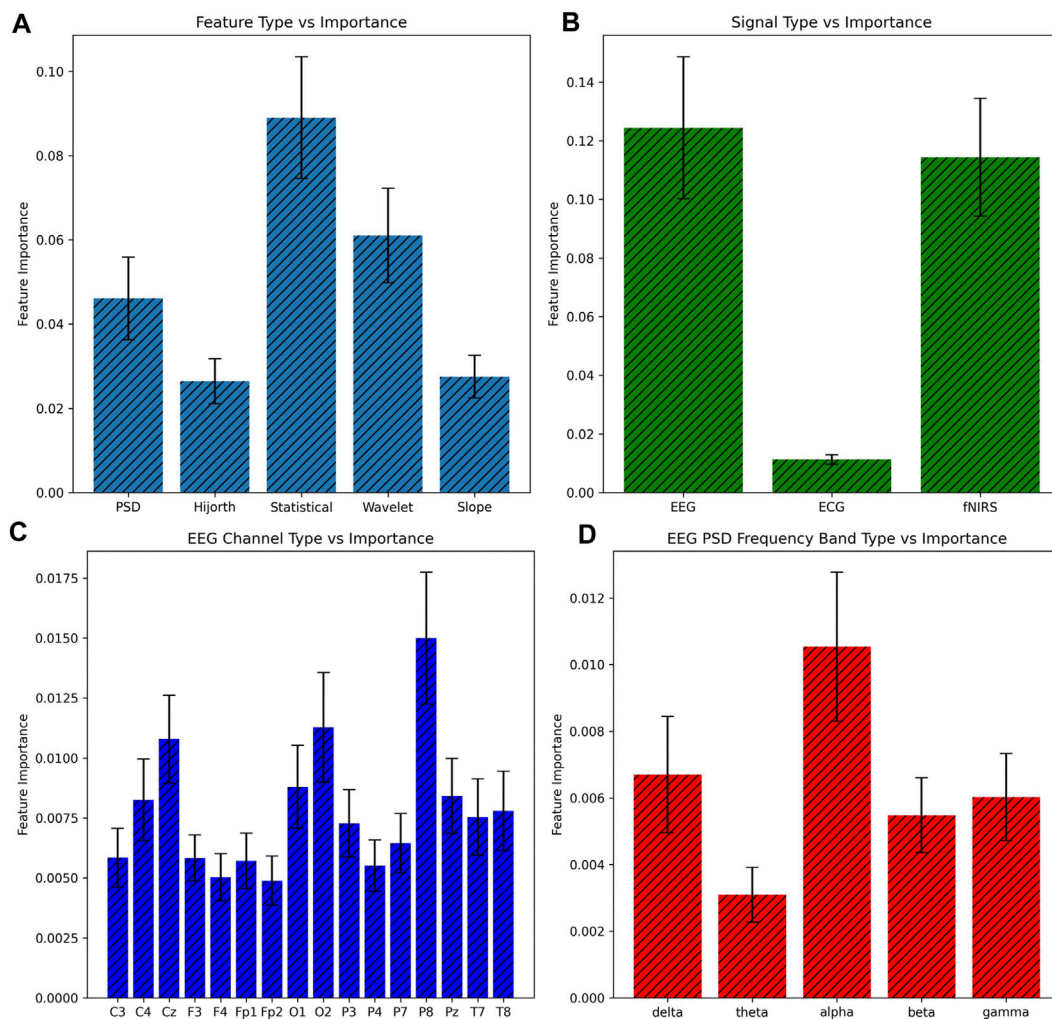 A
Feature Type vs Importance
Feature Importance
0.10
0.08
0.06
0.04
0.02
0.00
PSD Hijorth Statistical Wavelet Slope
B
Signal Type vs Importance
Feature Importance
0.14
0.12
0.10
0.08
0.06
0.04
0.02
0.00
EEG ECG fNIRS
C
EEG Channel Type vs Importance
Feature Importance
0.0175
0.0150
0.0125
0.0100
0.0075
0.0050
0.0025
0.0000
C3 C4 Cz F3 F4 Fp1 Fp2 O1 O2 P3 P4 P7 P8 Pz T7 T8
D
EEG PSD Frequency Band Type vs Importance
Feature Importance
0.012
0.010
0.008
0.006
0.004
0.002
0.000
delta theta alpha beta gamma